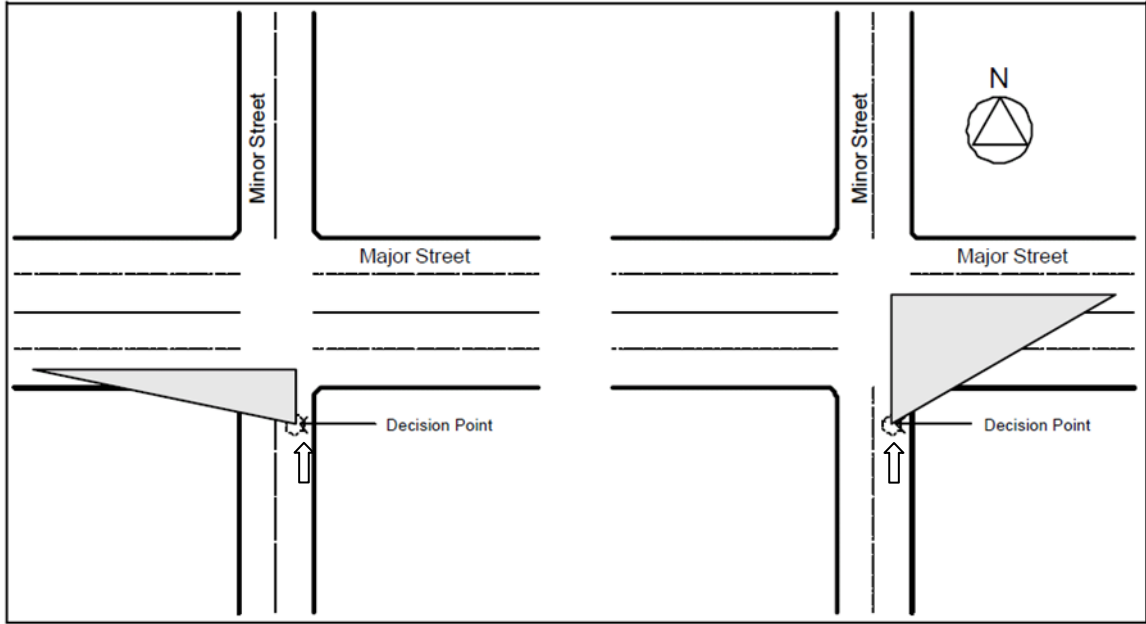 N
Minor Street
Minor Street
Major Street
Major Street
Decision Point
Decision Point